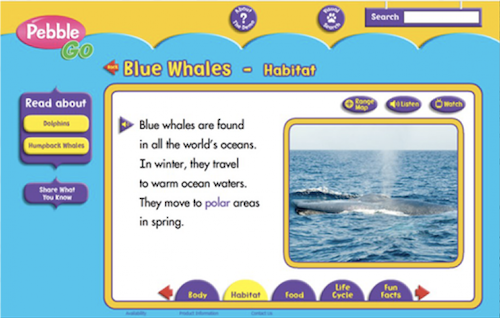 Pebble
GO
About
The Down
?
Word
Search
Back
Blue Whales - Habitat
Read about
Dolphins
Humpback Whales
Share What
You Know
Range
Map
Listen
Watch
Blue whales are found
in all the world's oceans.
In winter, they travel
to warm ocean waters.
They move to polar areas
in spring.
Body
Habitat
Food
Life
Cycle
Fun
Facts
Availability
Product Information
Contact Us